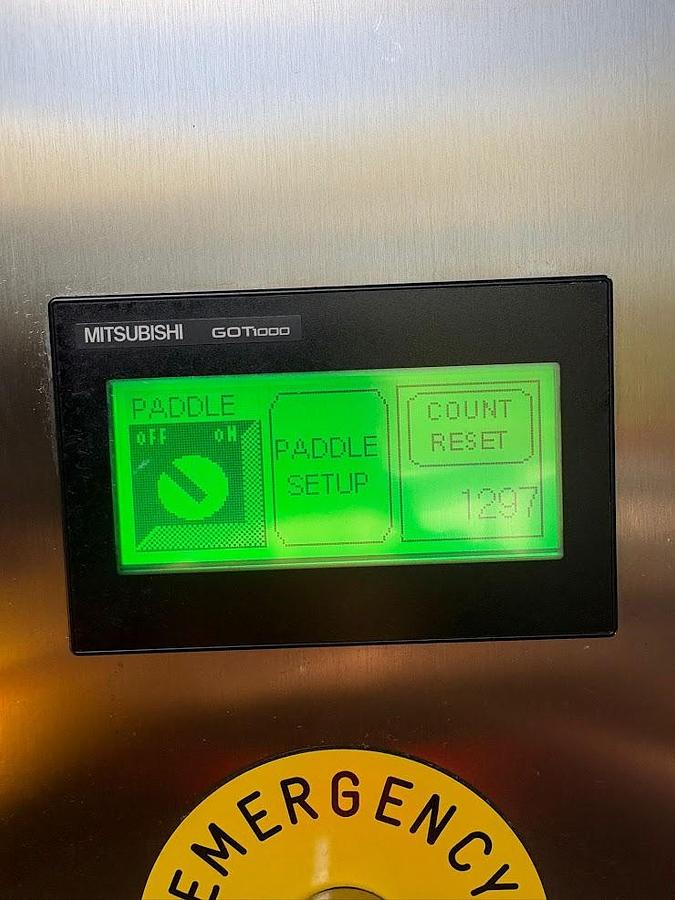 MITSUBISHI GOT1000
PADDLE
OFF ON
PADDLE
SETUP
COUNT
RESET
1297
EMERGENCY